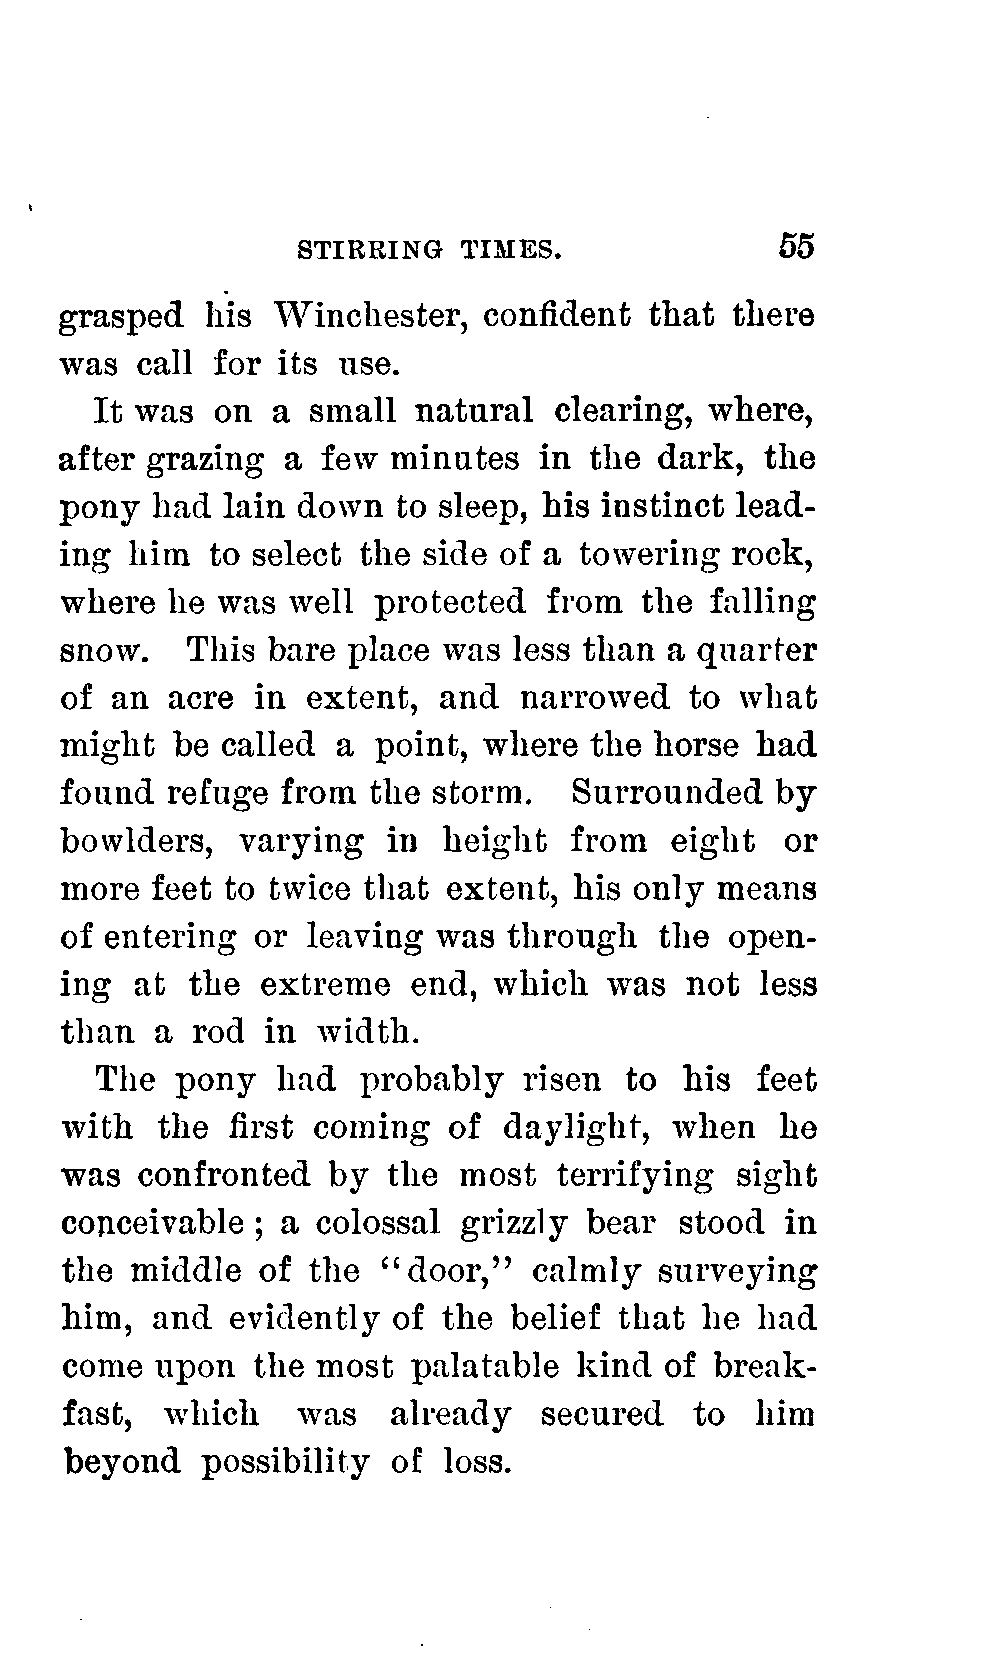 STIRRING TIMES. 55
grasped his Winchester, confident that there
was call for its use.
It was on a small natural clearing, where,
after grazing a few minutes in the dark, the
pony had lain down to sleep, his instinct lead-
ing him to select the side of a towering rock,
where he was well protected from the falling
snow. This bare place was less than a quarter
of an acre in extent, and narrowed to what
might be called a point, where the horse had
found refuge from the storm. Surrounded by
bowlders, varying in height from eight or
more feet to twice that extent, his only means
of entering or leaving was through the open-
ing at the extreme end, which was not less
than a rod in width.
The pony had probably risen to his feet
with the first coming of daylight, when he
was confronted by the most terrifying sight
conceivable; a colossal grizzly bear stood in
the middle of the "door," calmly surveying
him, and evidently of the belief that he had
come upon the most palatable kind of break-
fast, which was already secured to him
beyond possibility of loss.